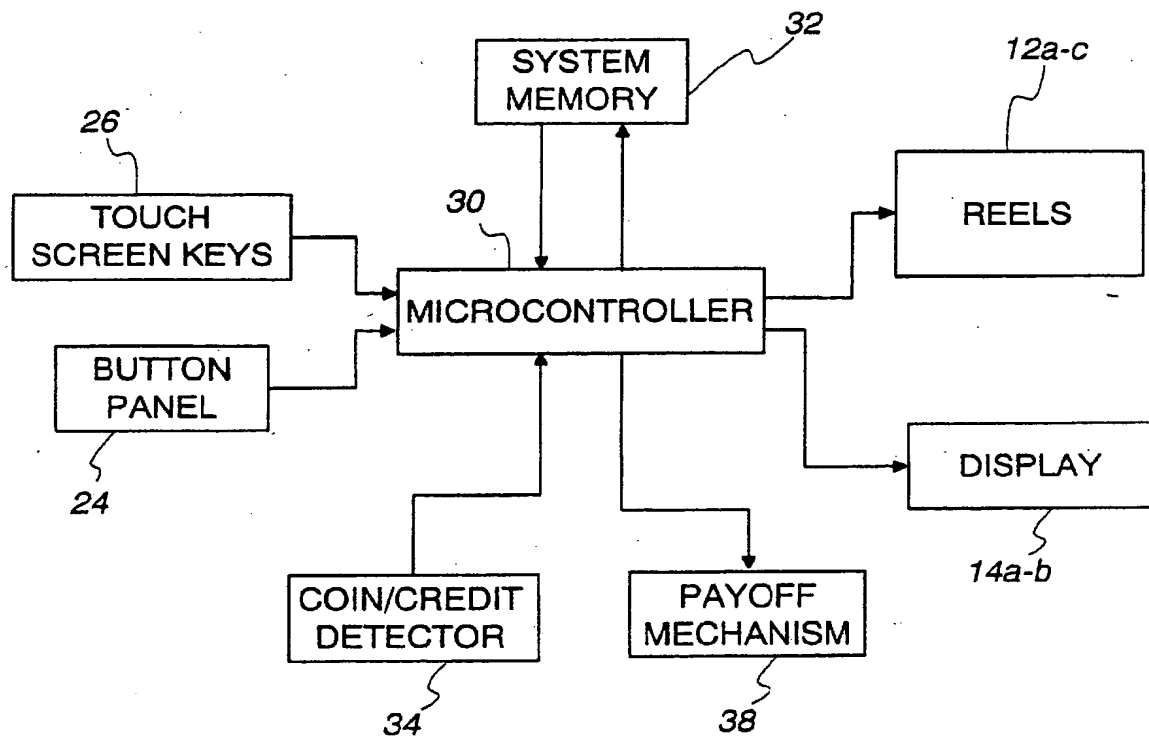 32
SYSTEM
MEMORY
12a-c
26
REELS
TOUCH
SCREEN KEYS
30
MICROCONTROLLER
BUTTON
PANEL
24
DISPLAY
14a-b
COIN/CREDIT
DETECTOR
34
PAYOFF
MECHANISM
38